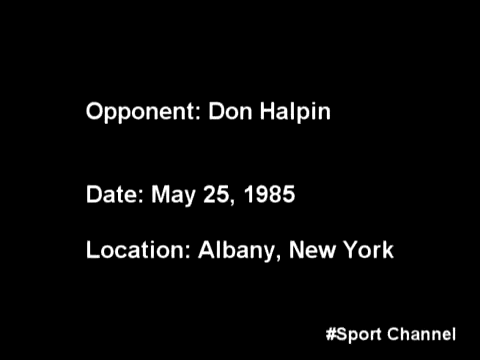 Opponent: Don Halpin
Date: May 25, 1985
Location: Albany, New York
#Sport Channel